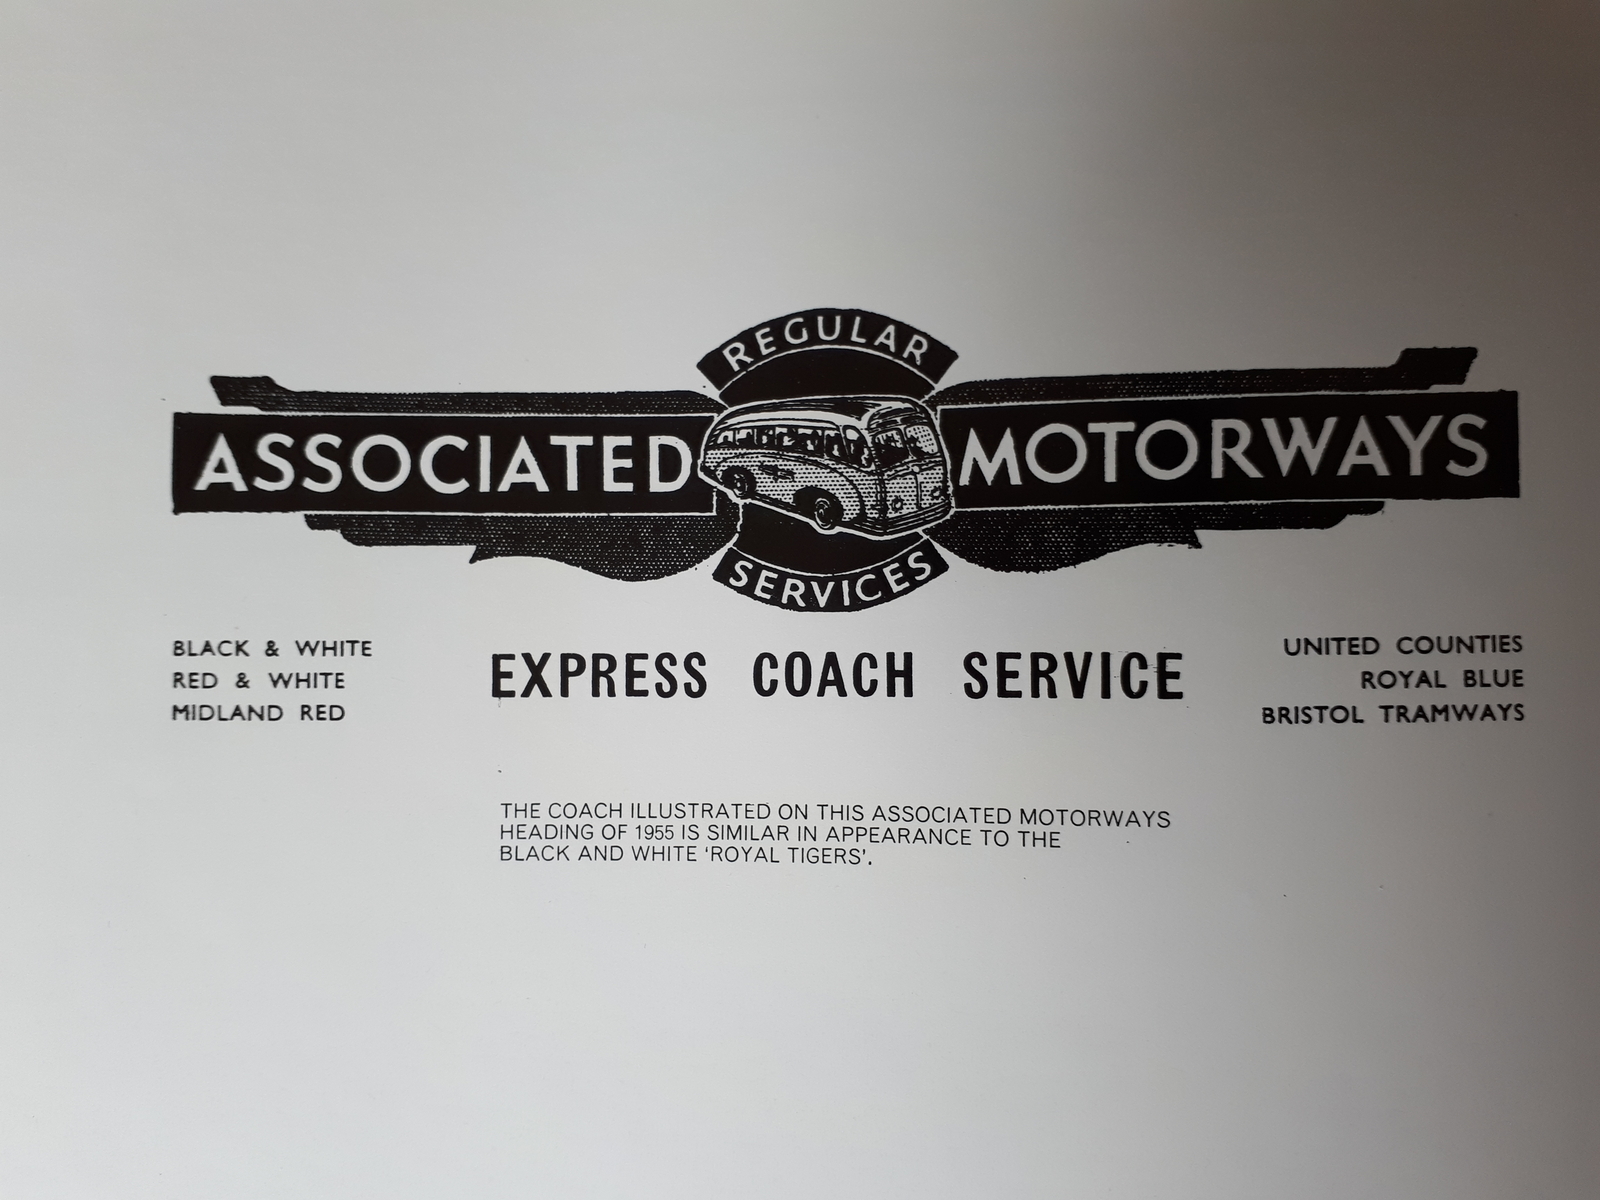 REGULAR
ASSOCIATED MOTORWAYS
SERVICES
BLACK & WHITE
RED & WHITE
MIDLAND RED
EXPRESS COACH SERVICE
UNITED COUNTIES
ROYAL BLUE
BRISTOL TRAMWAYS
THE COACH ILLUSTRATED ON THIS ASSOCIATED MOTORWAYS
HEADING OF 1955 IS SIMILAR IN APPEARANCE TO THE
BLACK AND WHITE ‘ROYAL TIGERS’.